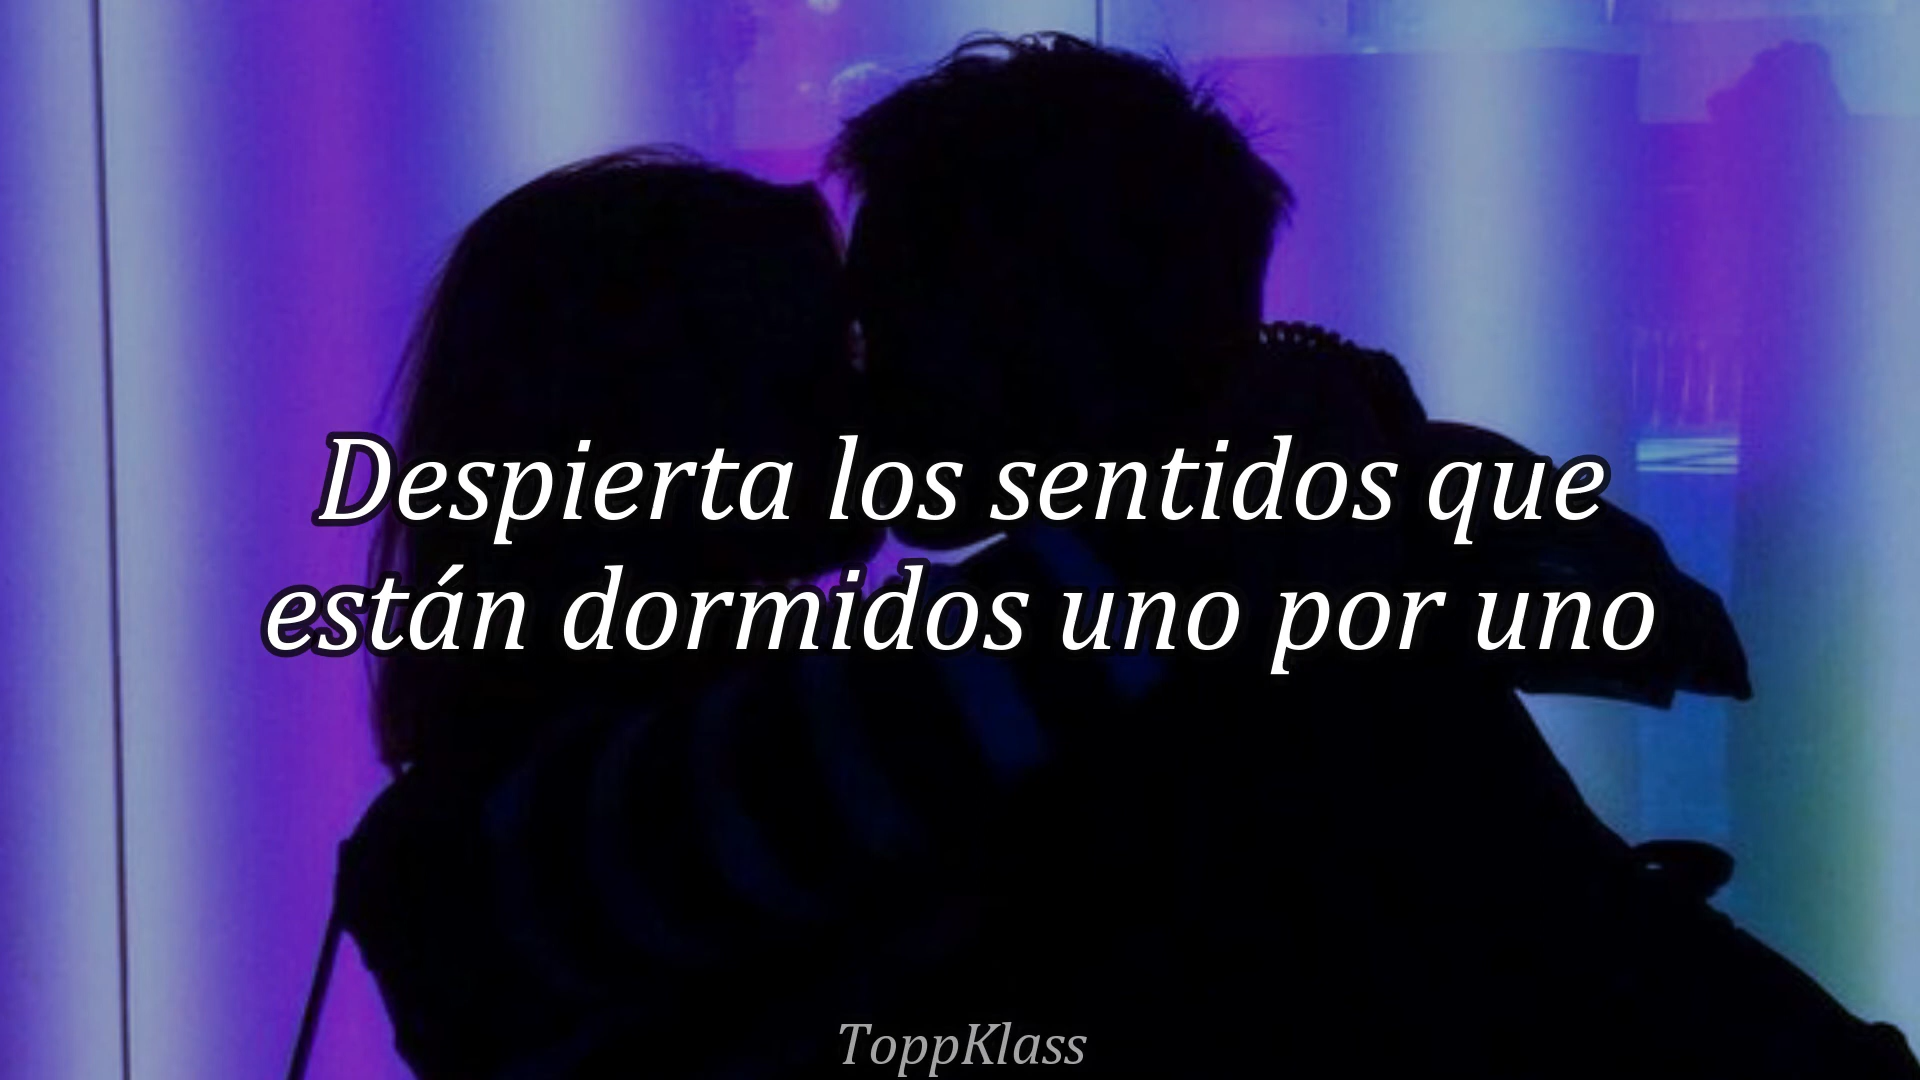 Despierta los sentidos que
están dormidos uno por uno
ToppKlass